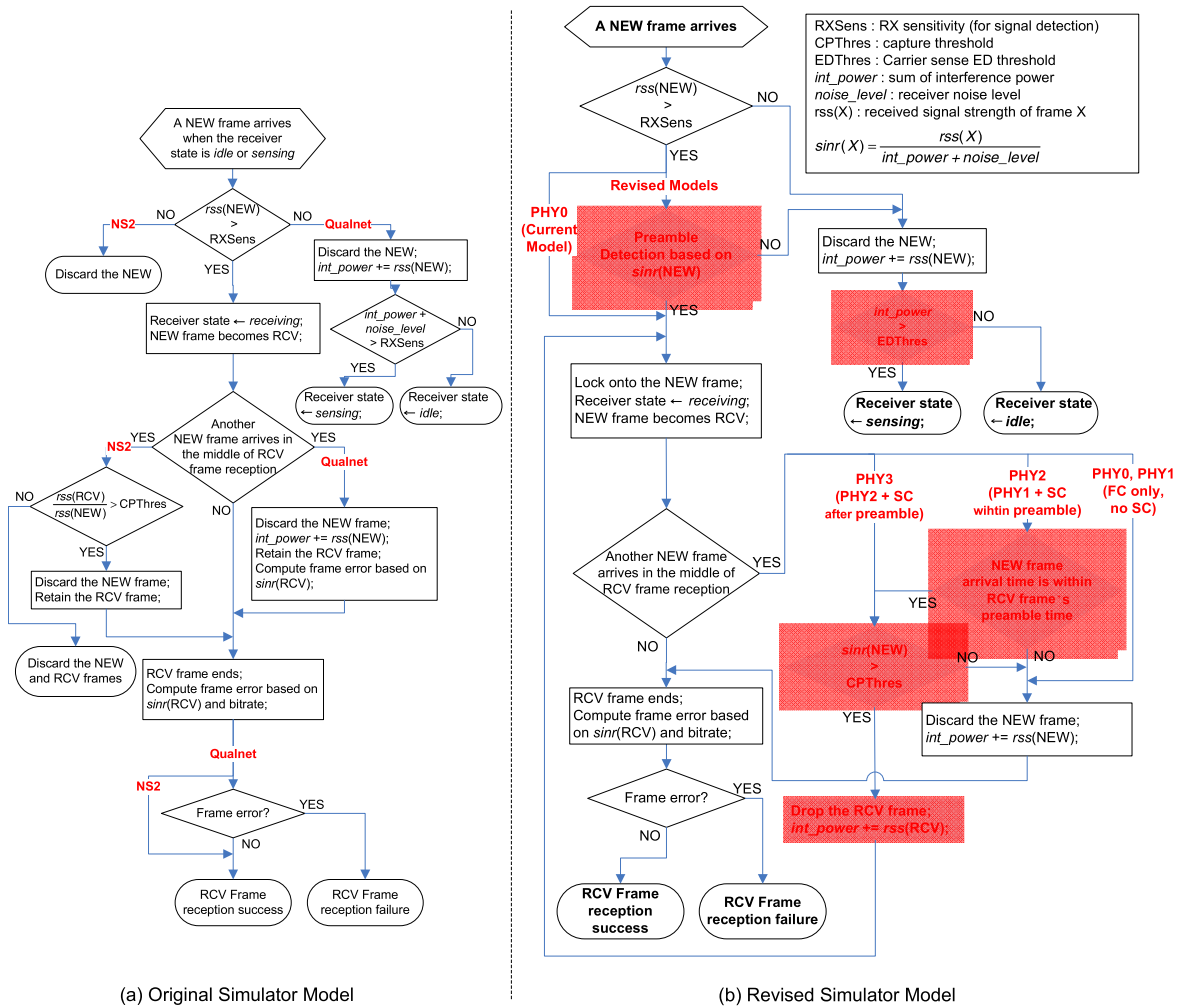 A NEW frame arrives
when the receiver
state is idle or sensing
NO
NO
NS2
Qualnet
rss(NEW)
>
RXSens
YES
Discard the NEW
Discard the NEW;
int_power += rss(NEW);
int_power +
noise_level
> RXSens
NO
YES
Receiver state
← sensing;
Receiver state
← idle;
Receiver state ← receiving;
NEW frame becomes RCV;
Another
NEW frame arrives in
the middle of RCV
frame reception
YES
NS2
YES
Qualnet
NO
NO
rss(RCV)
rss(NEW)
> CPThres
YES
Discard the NEW frame;
int_power += rss(NEW);
Retain the RCV frame;
Compute frame error based on
sinr(RCV);
Discard the NEW frame;
Retain the RCV frame;
Discard the NEW
and RCV frames
RCV frame ends;
Compute frame error based on
sinr(RCV) and bitrate;
Qualnet
NS2
Frame error?
YES
NO
RCV Frame
reception success
RCV Frame
reception failure
(a) Original Simulator Model
A NEW frame arrives
RXSens : RX sensitivity (for signal detection)
CPThres : capture threshold
EDThres : Carrier sense ED threshold
int_power : sum of interference power
noise_level : receiver noise level
rss(X) : received signal strength of frame X
sinr (X) =
rss(X)
int_power + noise_level
rss(NEW)
>
RXSens
NO
YES
Revised Models
PHY0
(Current
Model)
Preamble
Detection based on
sinr(NEW)
NO
YES
Discard the NEW;
int_power += rss(NEW);
int_power
>
EDThres
NO
YES
Receiver state
← sensing;
Receiver state
← idle;
Lock onto the NEW frame;
Receiver state ← receiving;
NEW frame becomes RCV;
PHY3
(PHY2 + SC
after preamble)
PHY2
(PHY1 + SC
wihtin preamble)
PHY0, PHY1
(FC only,
no SC)
Another NEW frame
arrives in the middle of
RCV frame reception
YES
NO
NEW frame
arrival time is within
RCV frame`s
preamble time
YES
NO
sinr(NEW)
>
CPThres
NO
YES
Discard the NEW frame;
int_power += rss(NEW);
RCV frame ends;
Compute frame error based
on sinr(RCV) and bitrate;
Frame error?
YES
NO
Drop the RCV frame;
int_power += rss(RCV);
RCV Frame
reception
success
RCV Frame
reception failure
(b) Revised Simulator Model